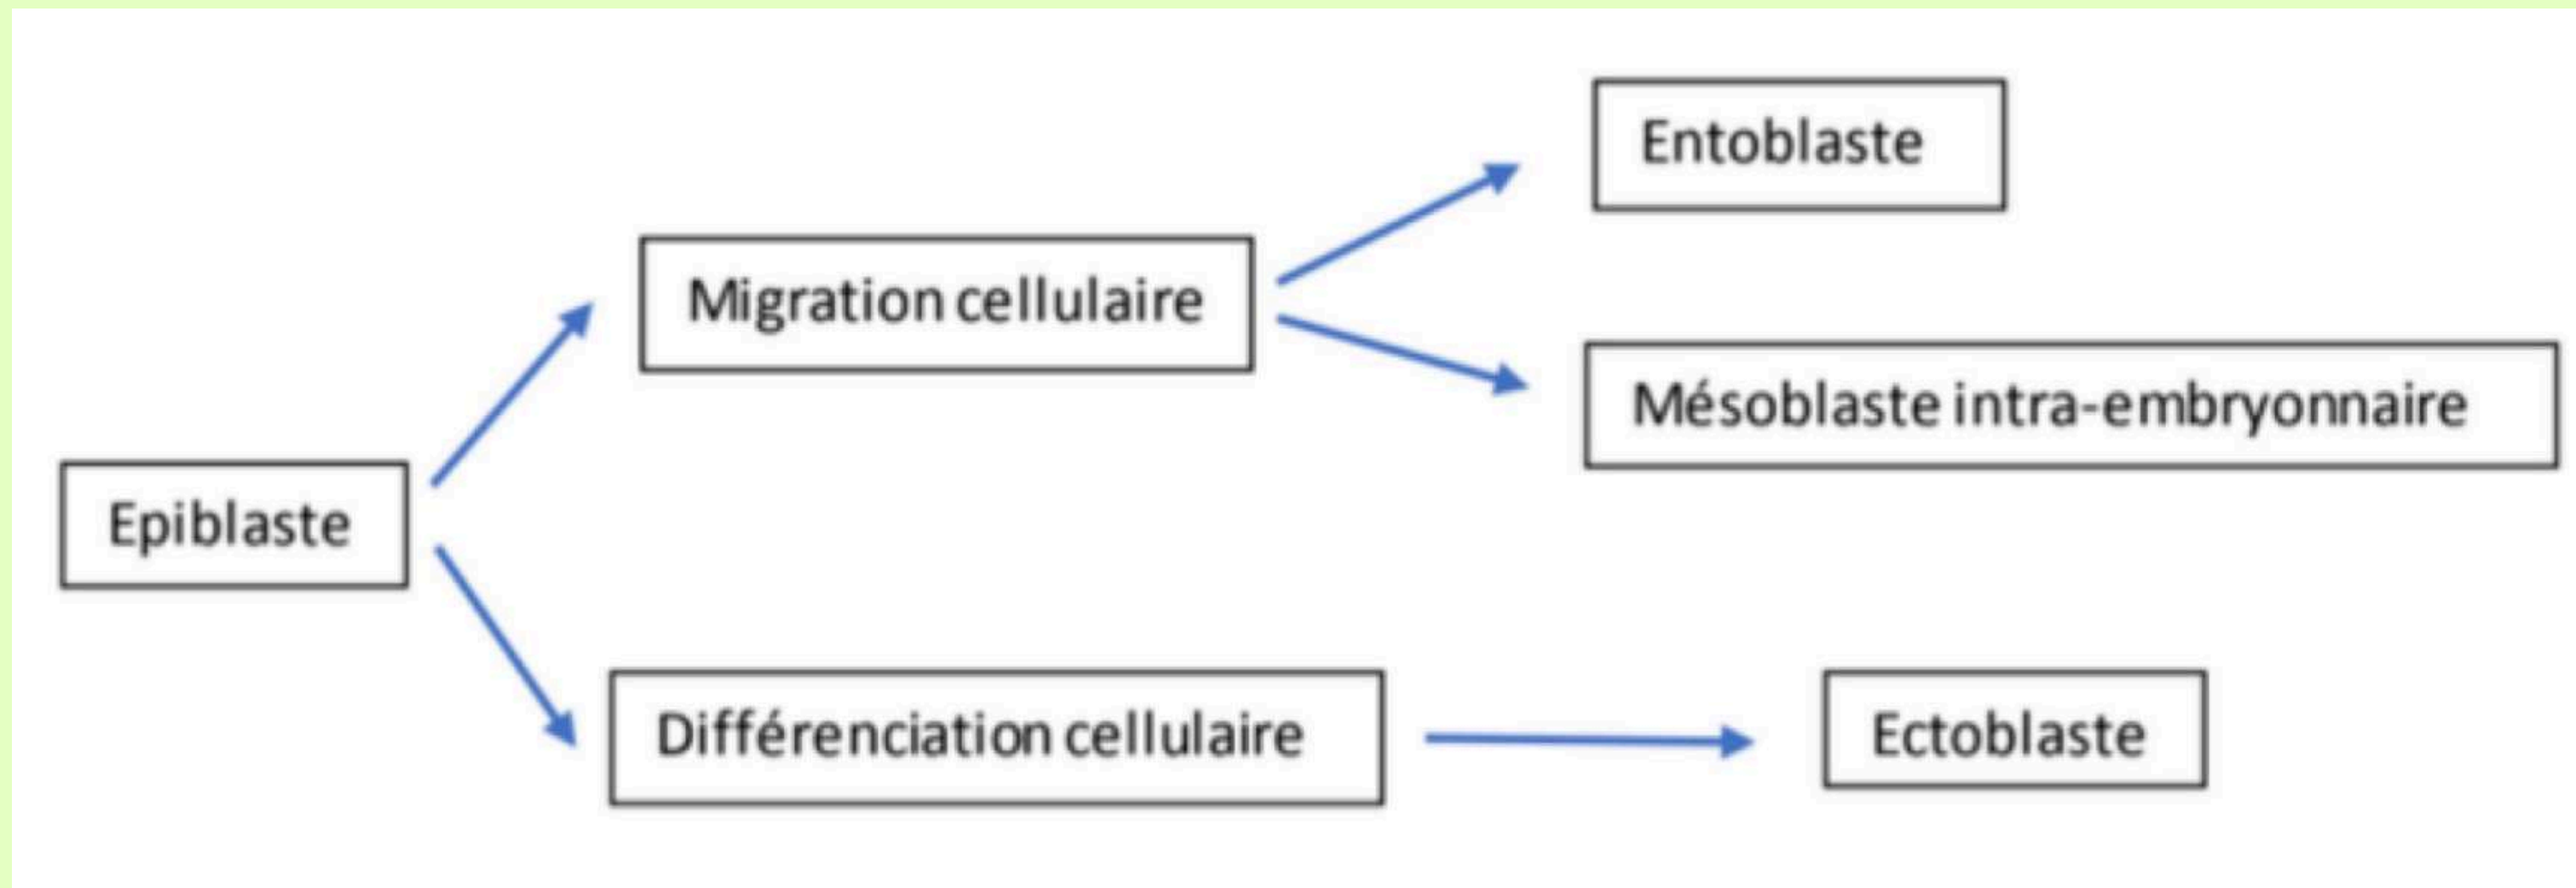 Entoblaste
Migration cellulaire
Mésoblaste intra-embryonnaire
Epiblaste
Différenciation cellulaire
Ectoblaste